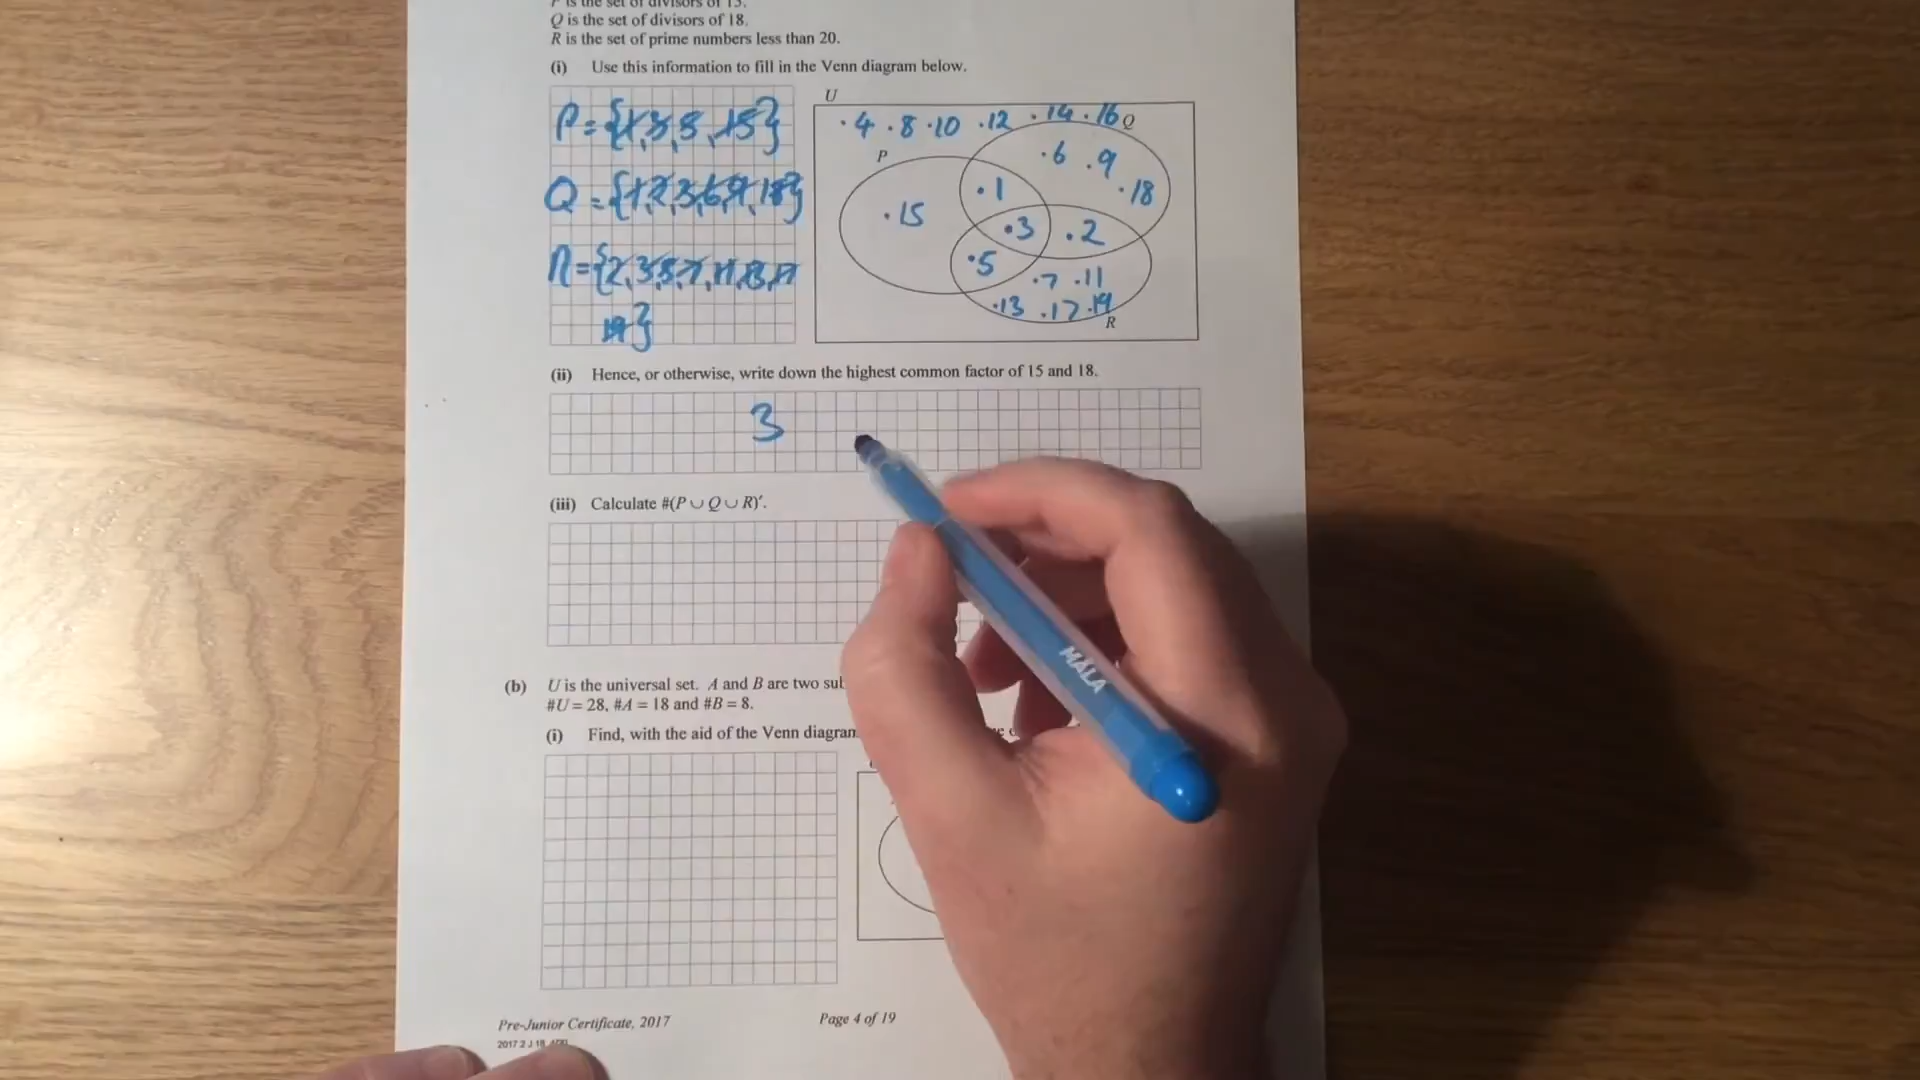 Q is the set of divisors of 18.
R is the set of prime numbers less than 20.
(i) Use this information to fill in the Venn diagram below.
P = {1, 3, 5, 15}
Q = {1, 2, 3, 6, 9, 18}
R = {2, 3, 5, 7, 11, 13, 17
19}
U
·4 ·8 ·10 ·12 ·14 ·16 Q
P ·6 ·9
·1 ·18
·15
·3 ·2
·5
·7 ·11
·13 ·17 ·19
R
(ii) Hence, or otherwise, write down the highest common factor of 15 and 18.
3
(iii) Calculate #(P ∪ Q ∪ R)′.
MALA
(b) U is the universal set. A and B are two
#U = 28, #A = 18 and #B = 8.
(i) Find, with the aid of the Venn
Pre-Junior Certificate, 2017 Page 4 of 19